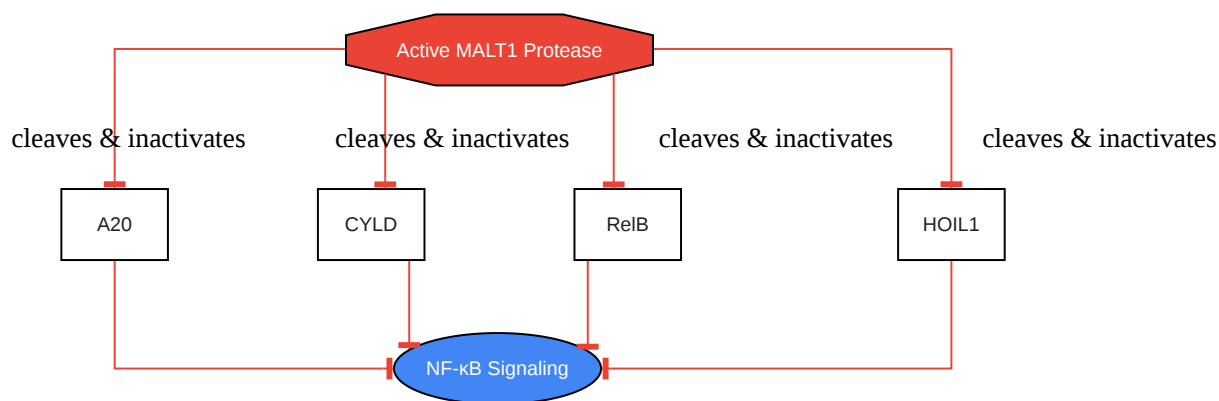 Active MALT1 Protease
cleaves & inactivates
cleaves & inactivates
cleaves & inactivates
cleaves & inactivates
A20
CYLD
RelB
HOIL1
NF-κB Signaling